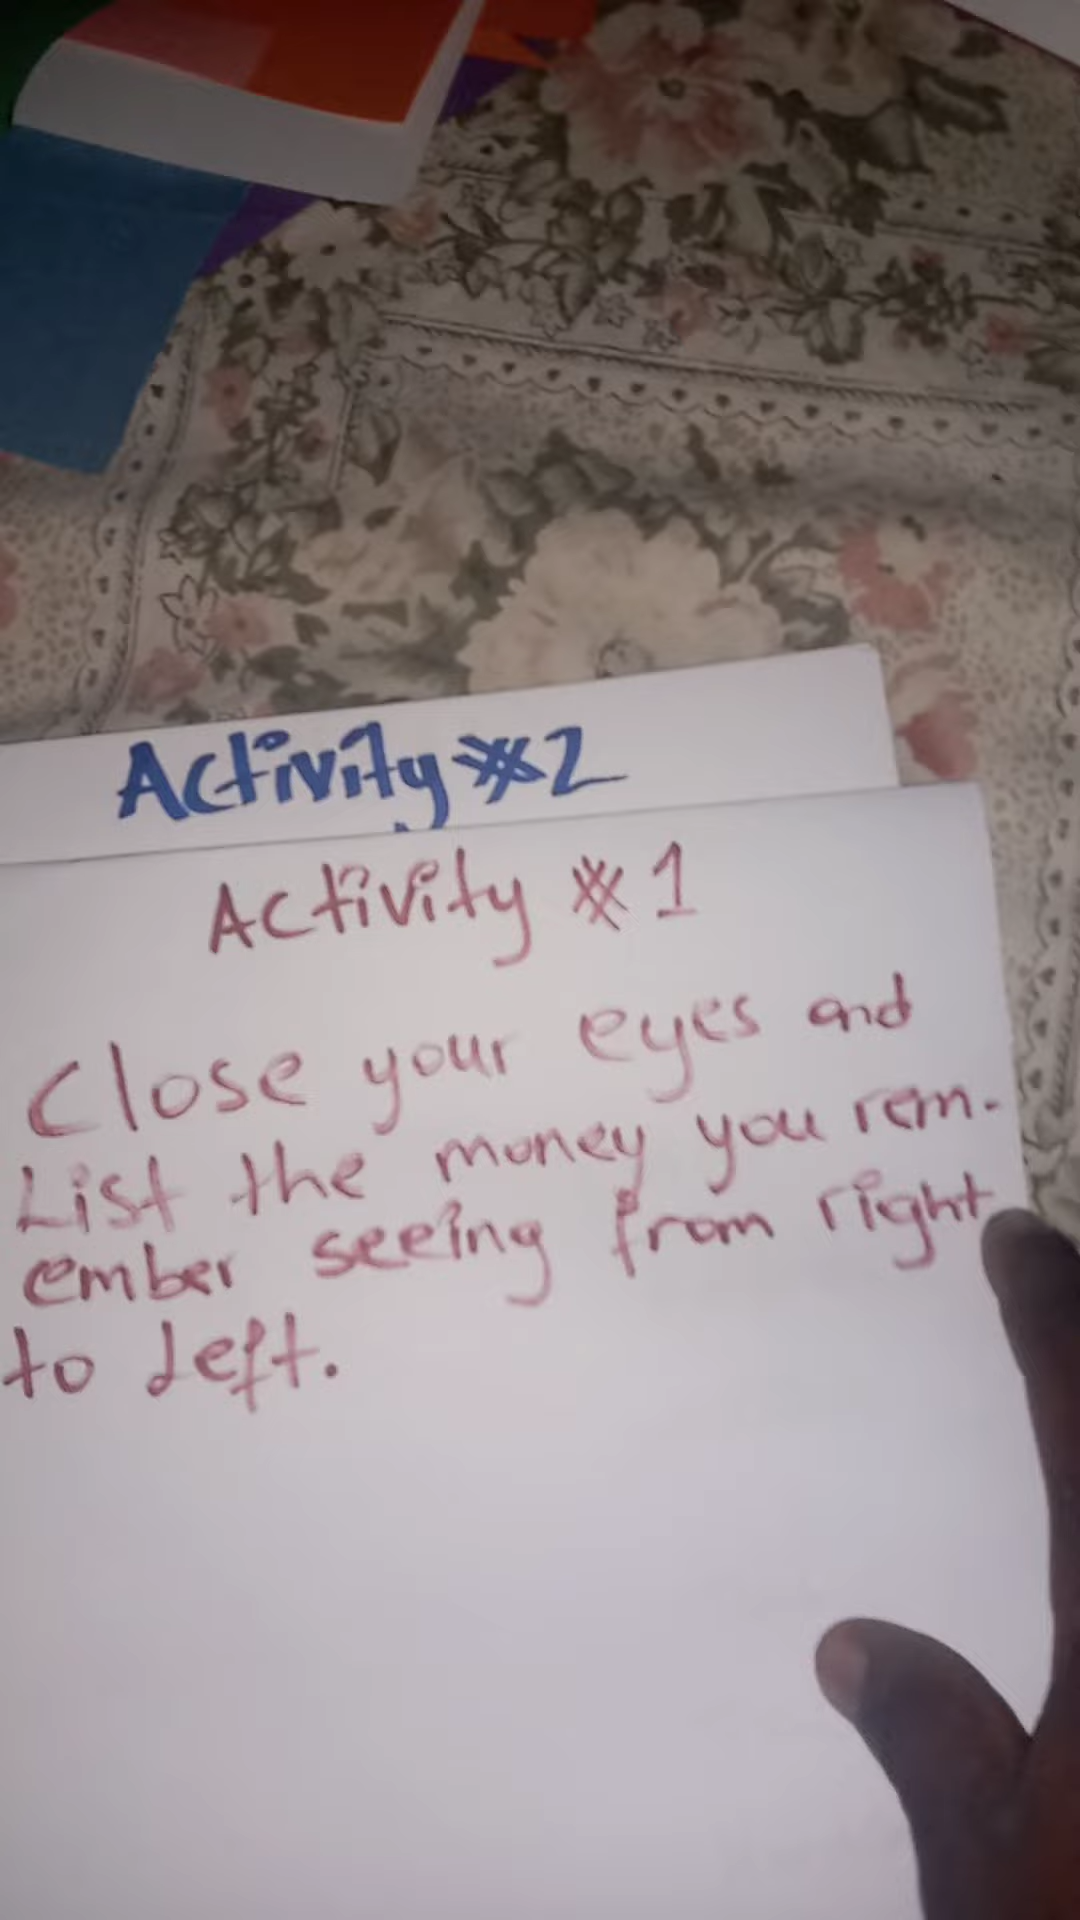 Activity #2
Activity #1
Close your eyes and
List the money you rem-
ember seeing from right
to left.